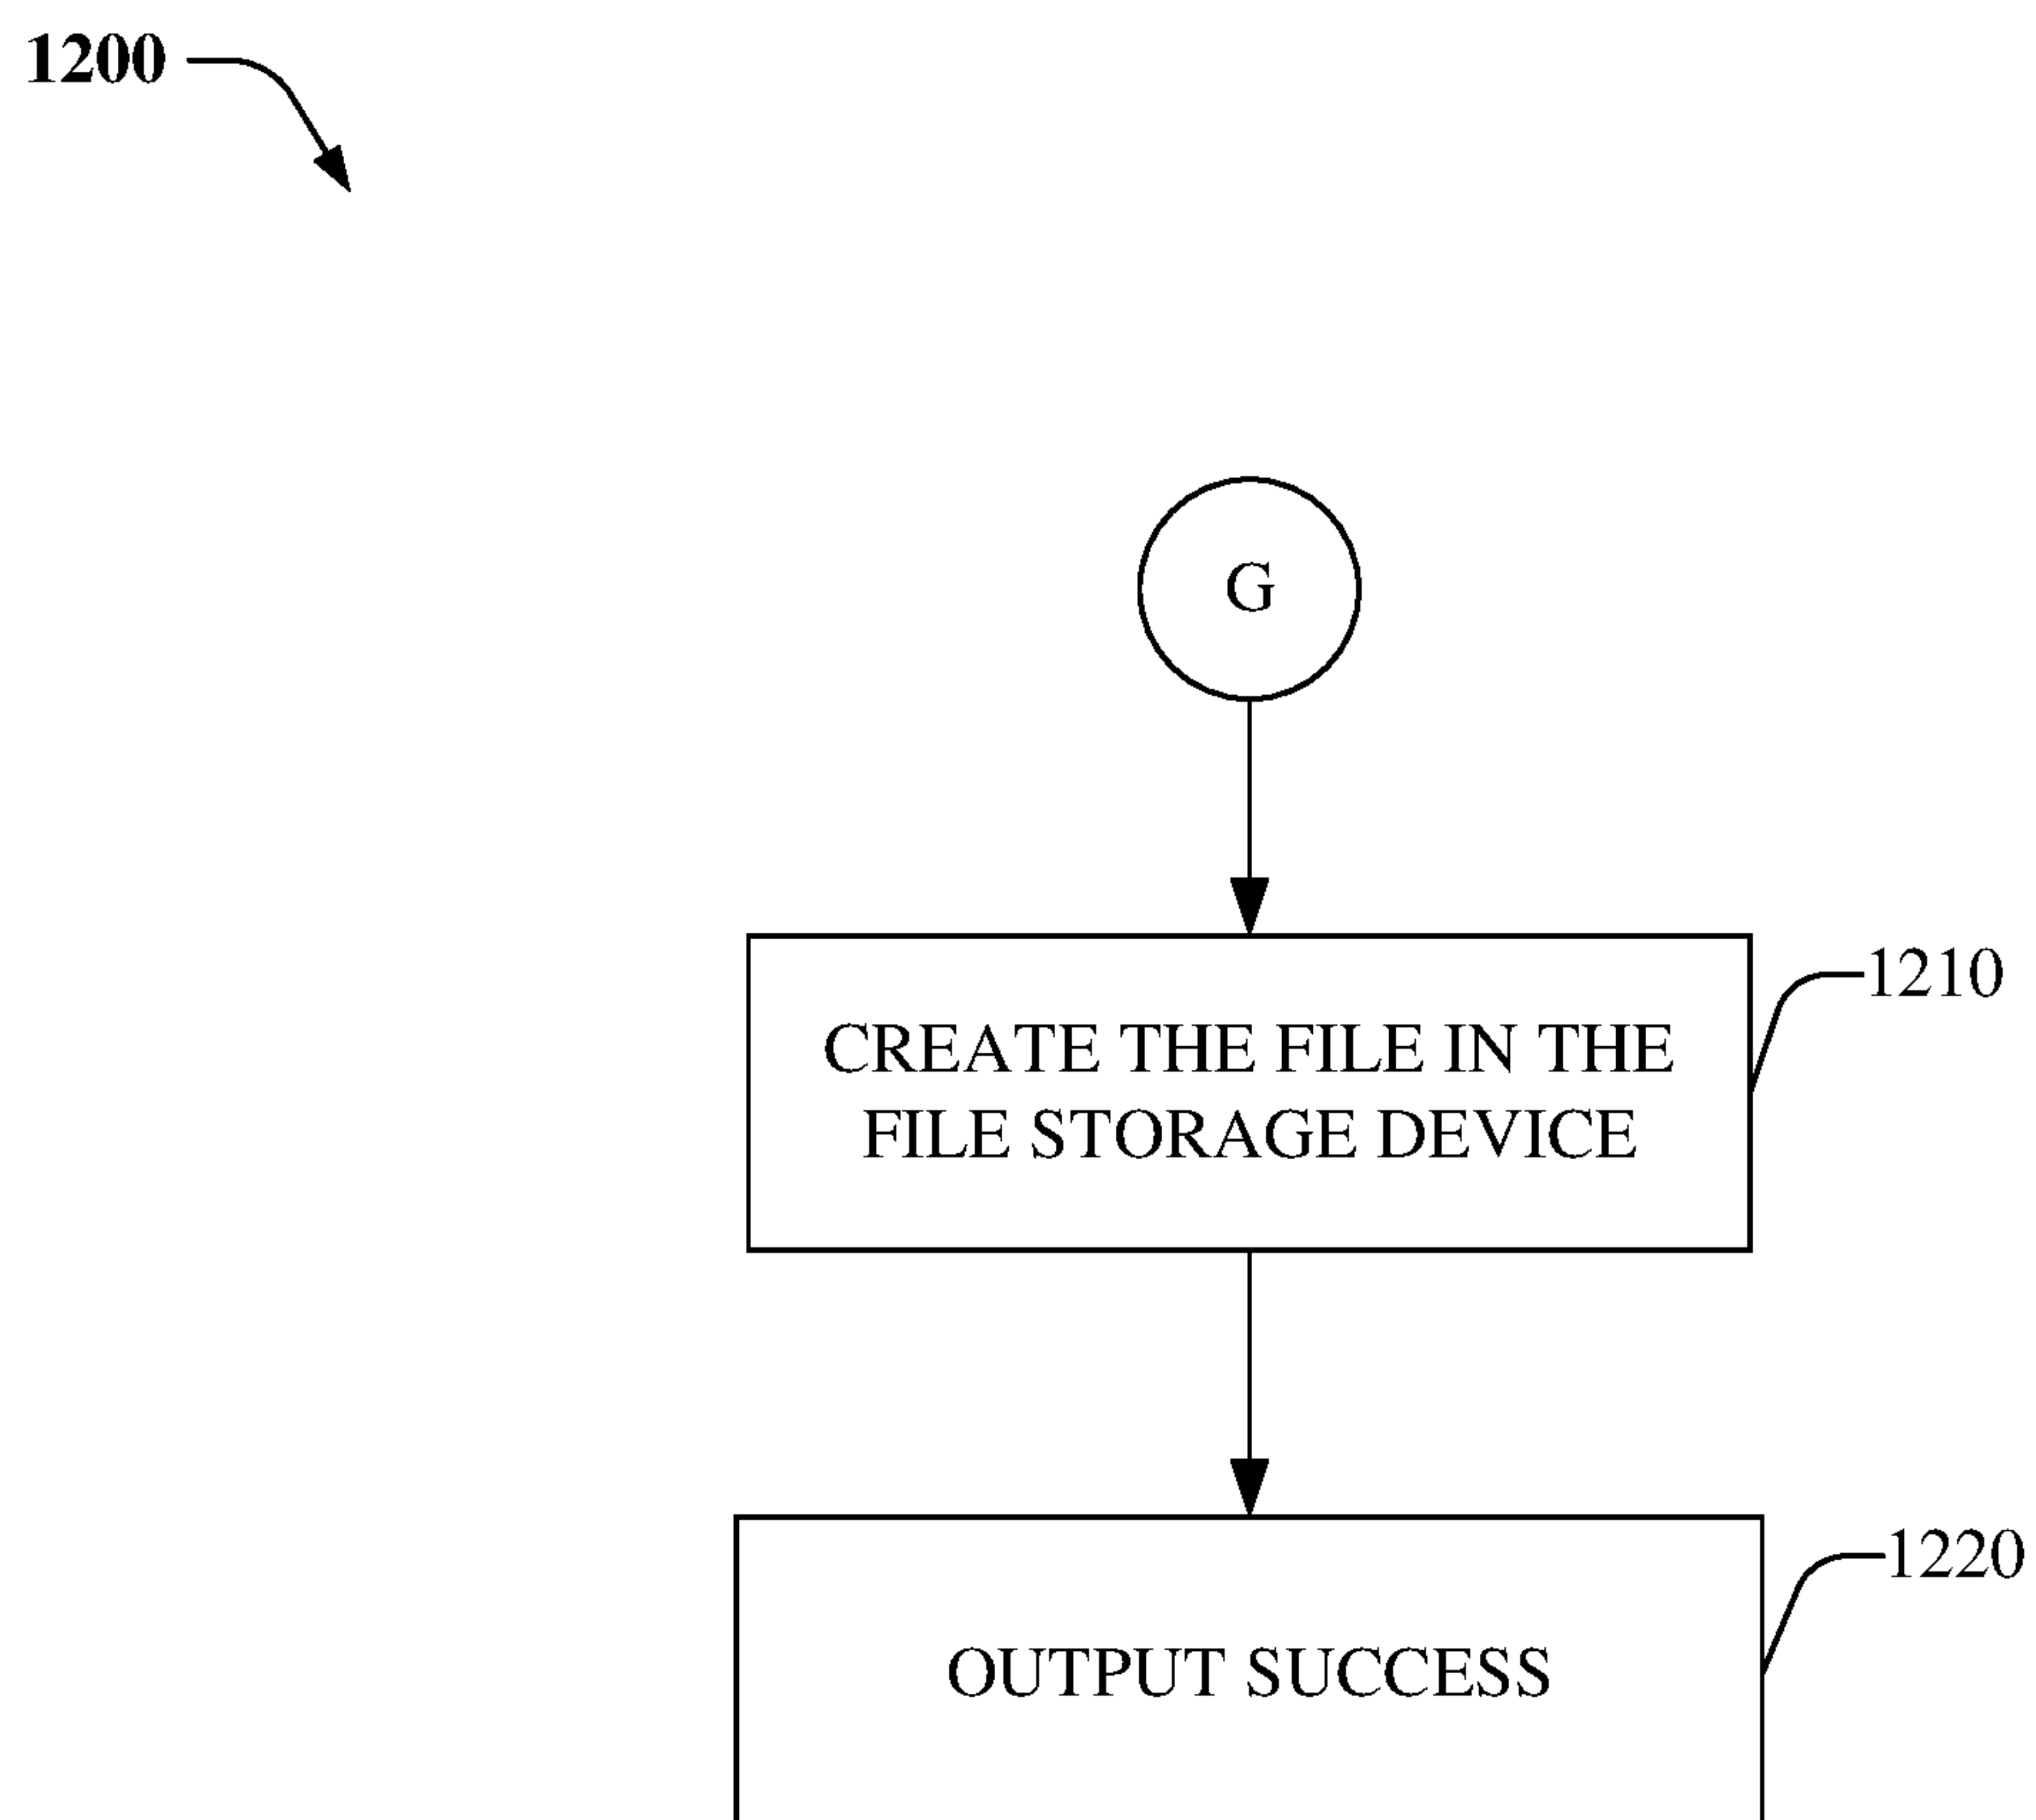 1200
G
1210
CREATE THE FILE IN THE
FILE STORAGE DEVICE
1220
OUTPUT SUCCESS